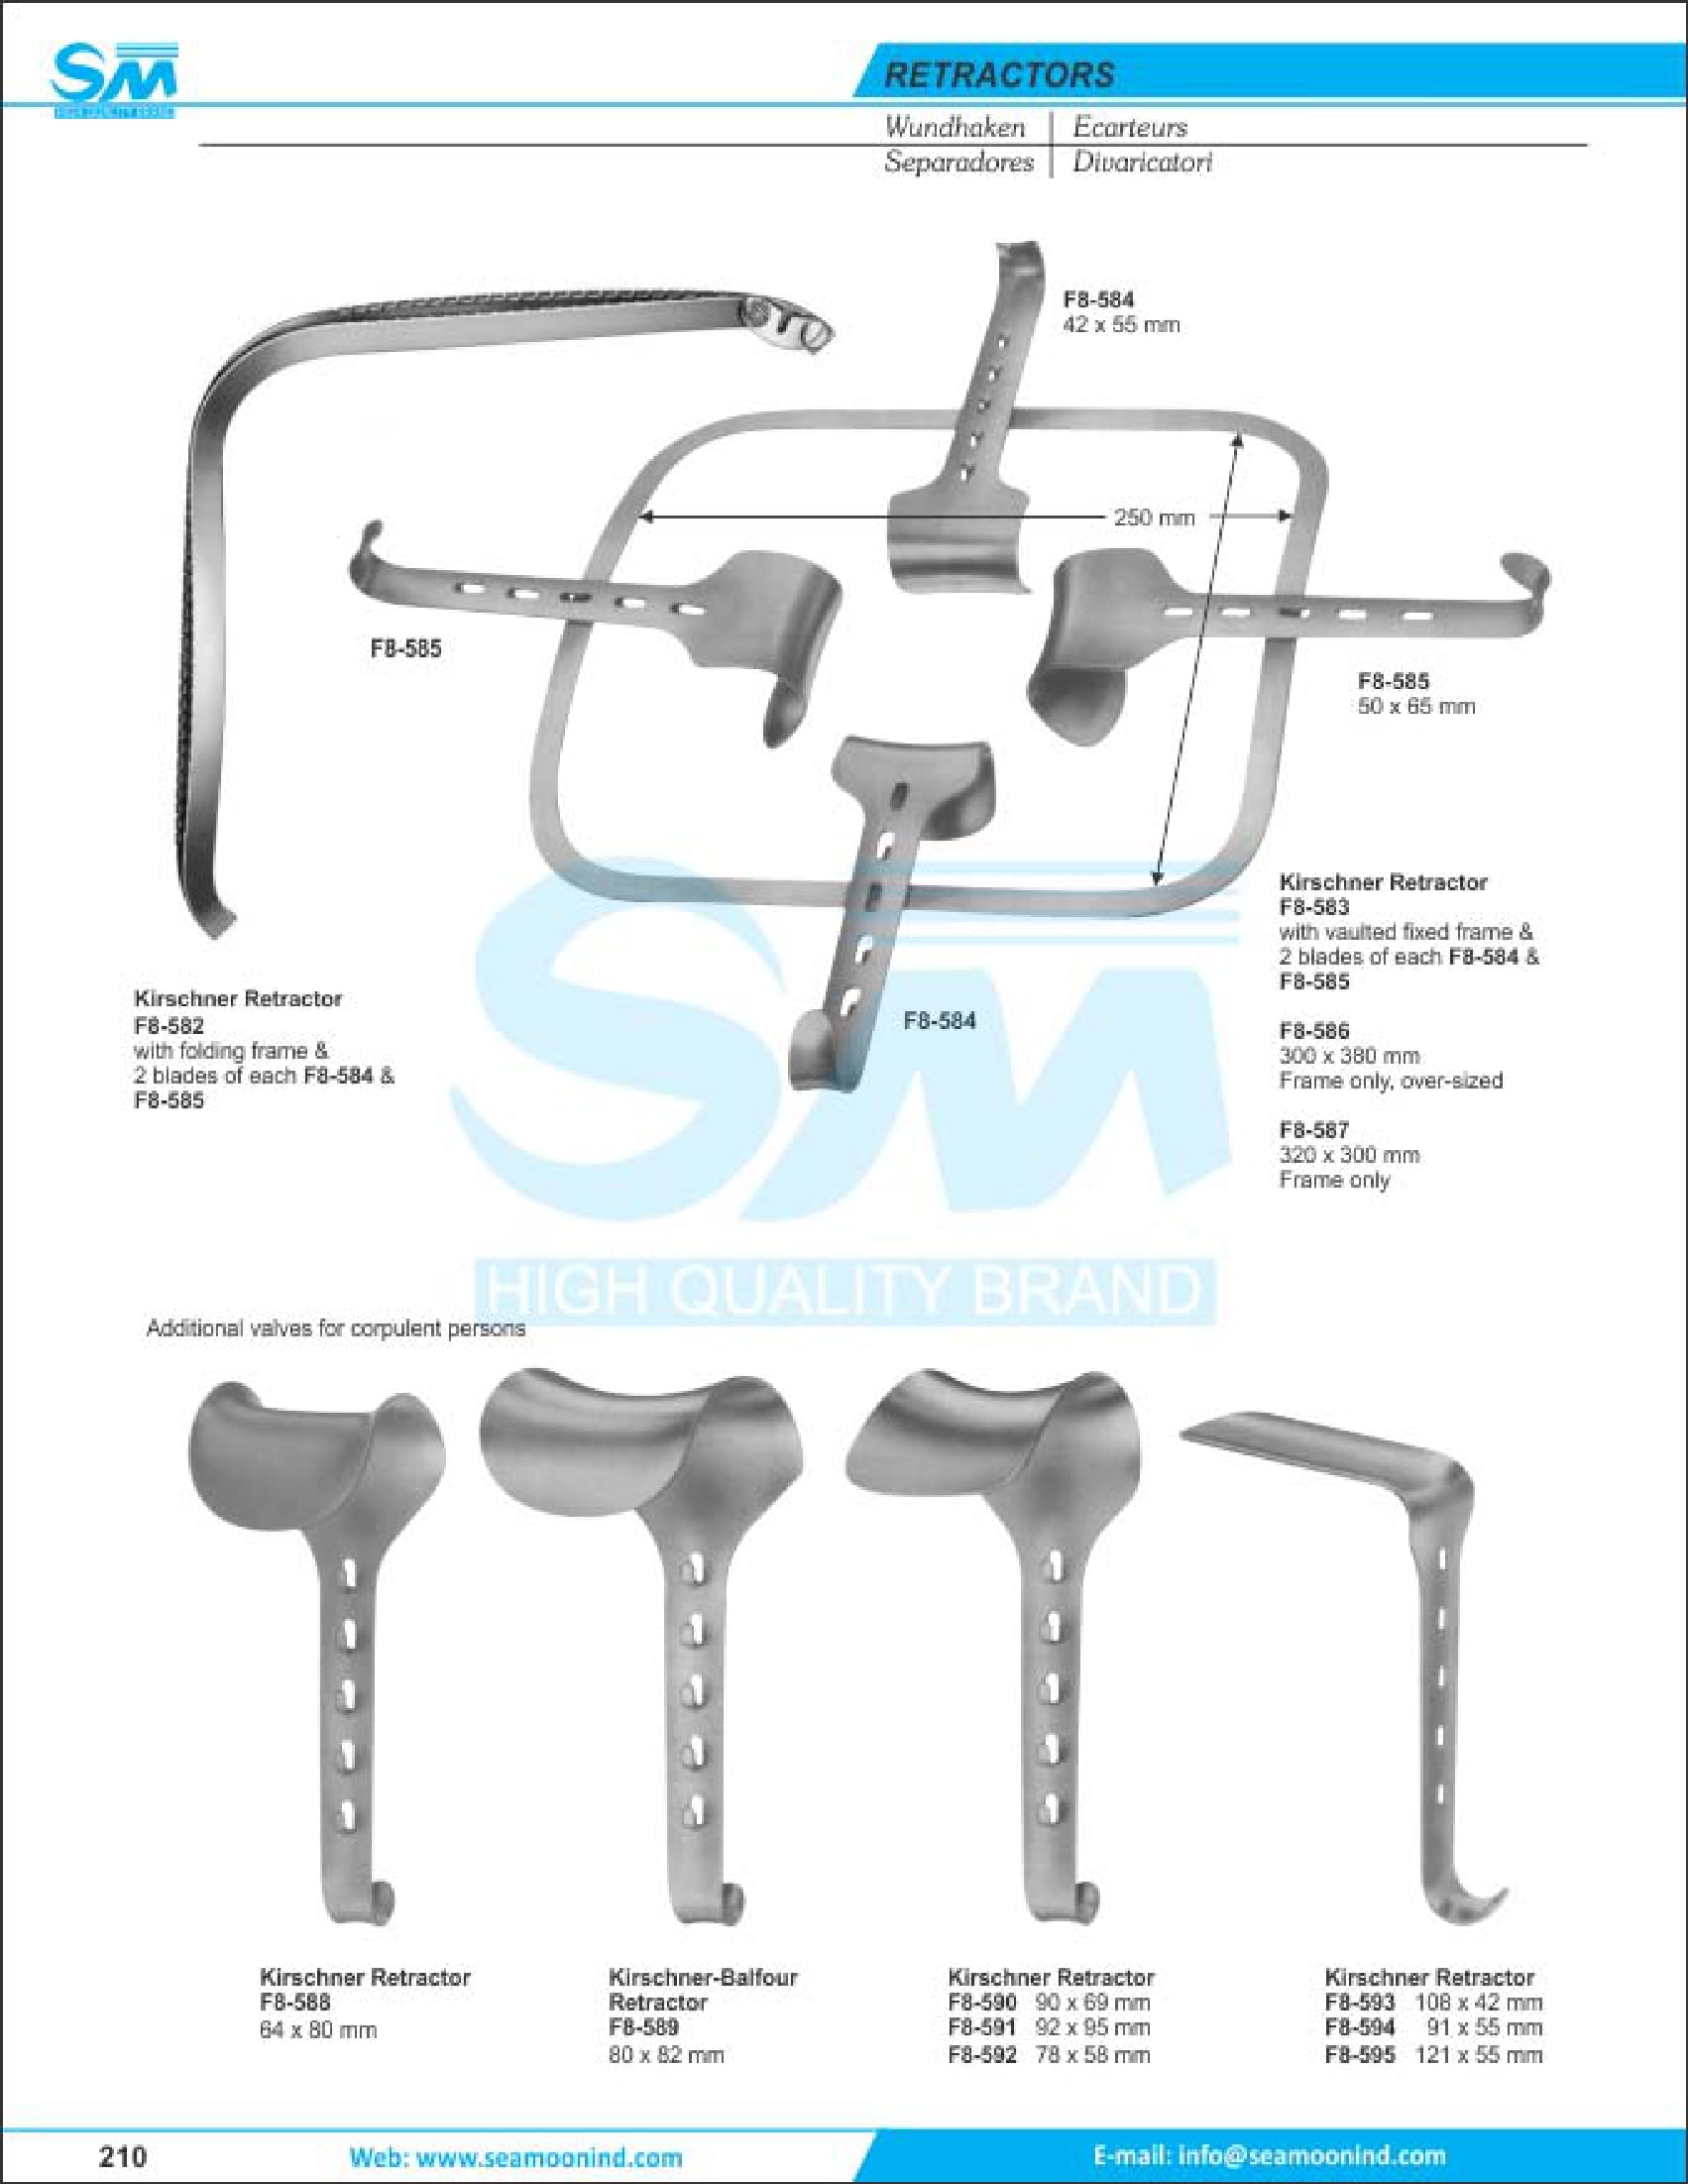 SM
RETRACTORS
Wundhaken
Ecarteurs
Separadores
Divaricatori
F8-584
42 x 55 mm
250 mm
F8-585
F8-585
50 x 65 mm
Kirschner Retractor
F8-583
with vaulted fixed frame &
2 blades of each F8-584 &
F8-585
F8-586
300 x 380 mm
Frame only, over-sized
F8-587
320 x 300 mm
Frame only
F8-584
Kirschner Retractor
F8-582
with folding frame &
2 blades of each F8-584 &
F8-585
SM
HIGH QUALITY BRAND
Additional valves for corpulent persons
Kirschner Retractor
F8-588
64 x 80 mm
Kirschner-Balfour
Retractor
F8-589
80 x 82 mm
Kirschner Retractor
F8-590 90 x 69 mm
F8-591 92 x 95 mm
F8-592 78 x 58 mm
Kirschner Retractor
F8-593 108 x 42 mm
F8-594 91 x 55 mm
F8-595 121 x 55 mm
210
Web: www.seamoonind.com
E-mail: info@seamoonind.com